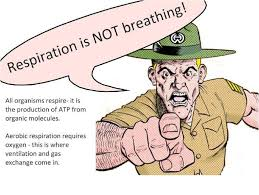 Respiration is NOT breathing!
All organisms respire- it is
the production of ATP from
organic molecules.
Aerobic respiration requires
oxygen - this is where
ventilation and gas
exchange come in.